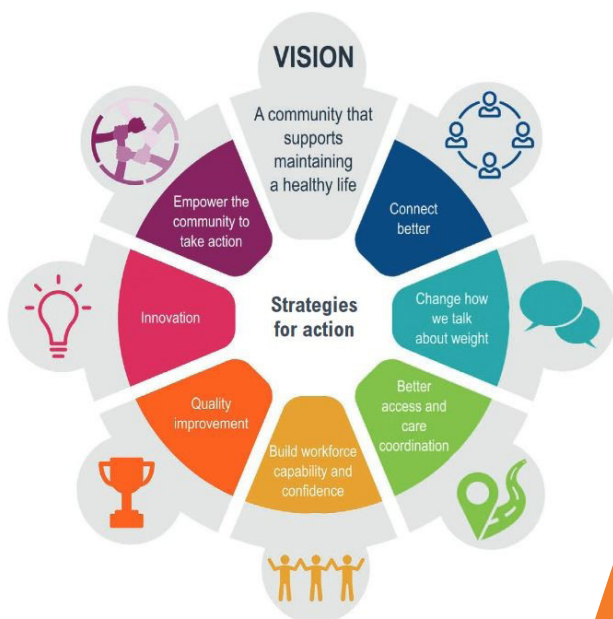 VISION
A community that
supports
maintaining
a healthy life
Connect
better
Change how
we talk
about weight
Better
access and
care
coordination
Build workforce
capability and
confidence
Quality
improvement
Innovation
Empower the
community to
take action
Strategies
for action